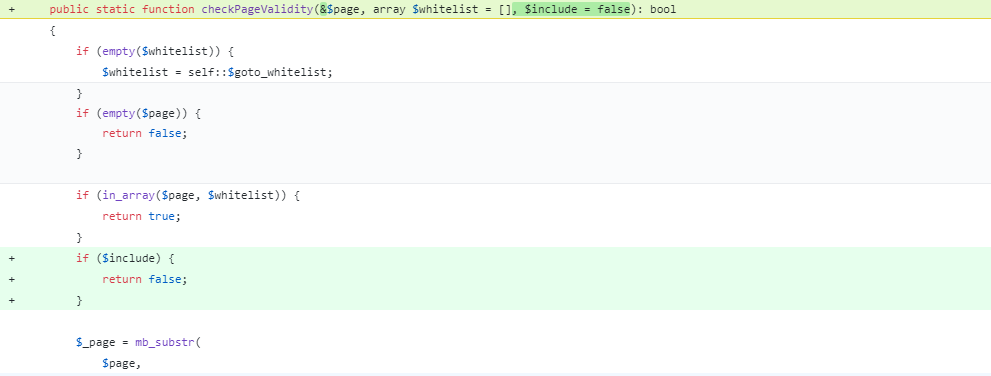 + public static function checkPageValidity(&$page, array $whitelist = [], $include = false): bool
{
if (empty($whitelist)) {
$whitelist = self::$goto_whitelist;
}
if (empty($page)) {
return false;
}
if (in_array($page, $whitelist)) {
return true;
}
+ if ($include) {
+ return false;
+ }
$_page = mb_substr(
$page,